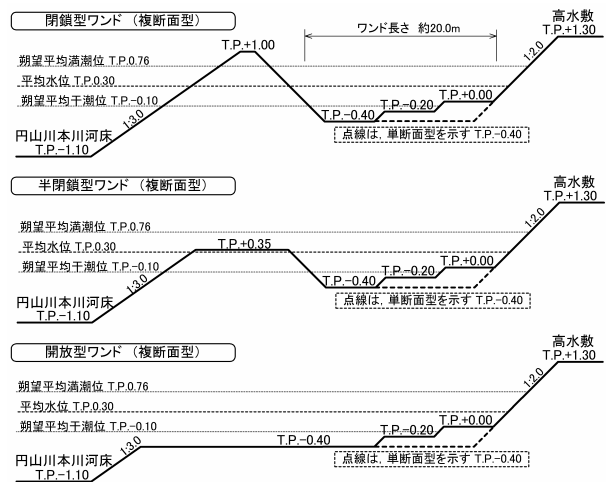 閉鎖型ワンド（複断面型）
高水敷
T.P.+1.30
T.P.+1.00
ワンド長さ 約20.0m
1:2.0
朔望平均満潮位 T.P.0.76
平均水位 T.P.0.30
朔望平均干潮位 T.P.-0.10
T.P.+0.00
T.P.-0.20
T.P.-0.40
1:3.0
点線は，単断面型を示す T.P.-0.40
円山川本川河床
T.P.-1.10
半閉鎖型ワンド（複断面型）
高水敷
T.P.+1.30
1:2.0
朔望平均満潮位 T.P.0.76
平均水位 T.P.0.30
T.P.+0.35
朔望平均干潮位 T.P.-0.10
T.P.+0.00
T.P.-0.20
T.P.-0.40
1:3.0
点線は，単断面型を示す T.P.-0.40
円山川本川河床
T.P.-1.10
開放型ワンド（複断面型）
高水敷
T.P.+1.30
1:2.0
朔望平均満潮位 T.P.0.76
平均水位 T.P.0.30
朔望平均干潮位 T.P.-0.10
T.P.+0.00
T.P.-0.20
T.P.-0.40
1:3.0
点線は，単断面型を示す T.P.-0.40
円山川本川河床
T.P.-1.10